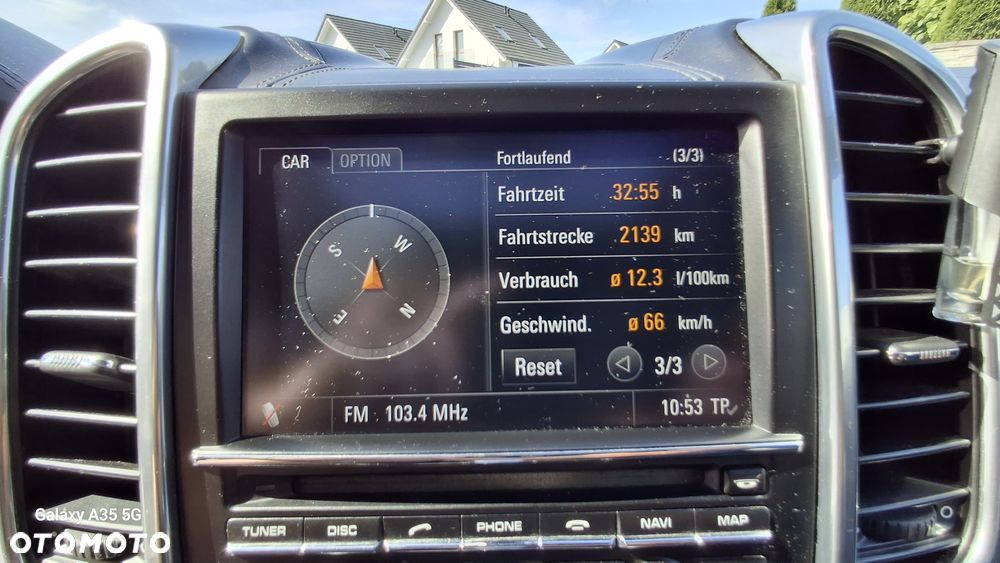 CAR OPTION Fortlaufend (3/3)
Fahrtzeit 32:55 h
Fahrtstrecke 2139 km
Verbrauch ø 12.3 l/100km
Geschwind. ø 66 km/h
Reset 3/3
S W
E N
2 FM 103.4 MHz 10:53 TP
TUNER DISC PHONE NAVI MAP
Galaxy A35 5G
OTOMOTO